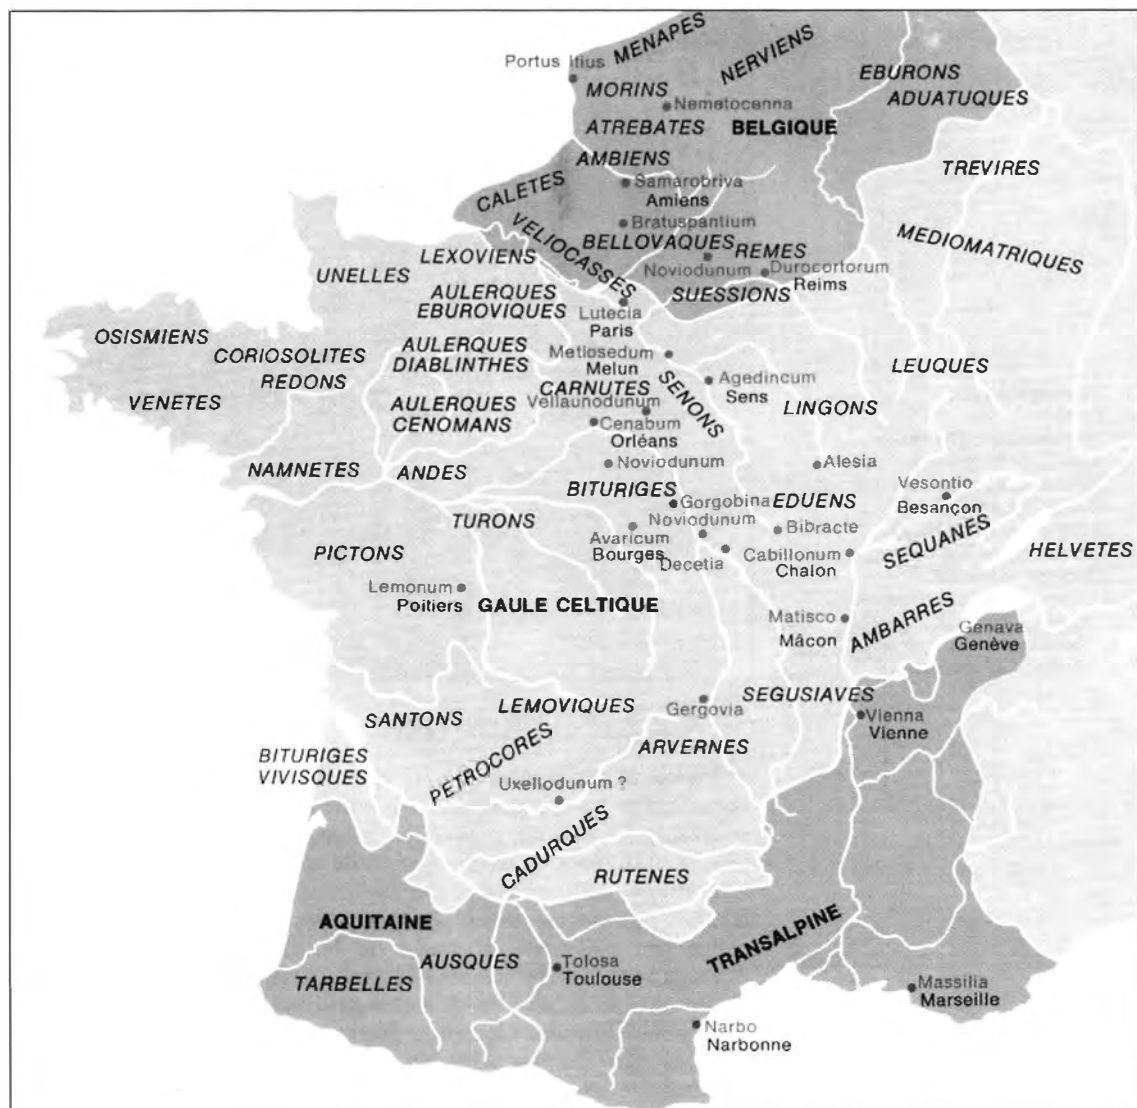 MENAPES
NERVIENS
Portus Itius
EBURONS
MORINS
ADUATUQUES
Nemetocenna
ATREBATES
BELGIQUE
AMBIENS
TREVIRES
CALETES
Samarobriva
Amiens
Bratuspantium
VELIOCASSES
BELLOVAQUES
REMES
MEDIOMATRIQUES
LEXOVIENS
UNELLES
Noviodunum
Durocortorum
Reims
AULERQUES
EBUROVIQUES
SUESSIONS
Lutecia
Paris
OSISMIENS
CORIOSOLITES
REDONS
AULERQUES
DIABLINTHES
Metlosedum
Melun
LEUQUES
VENETES
CARNUTES
SENONS
Agedincum
Sens
AULERQUES
CENOMANS
Vellaunodunum
LINGONS
Cenabum
Orléans
NAMNETES
ANDES
Noviodunum
Alesia
Vesontio
Besançon
BITURIGES
Gorgobina
EDUENS
TURONS
Noviodunum
Avaricum
Bourges
Bibracte
SEQUANES
PICTONS
Decetia
Cabillonum
Chalon
HELVETES
Lemonum
Poitiers
GAULE CELTIQUE
Matisco
Mâcon
AMBARRES
Genava
Genève
SEGUSIAVES
LEMOVIQUES
Gergovia
SANTONS
Vienna
Vienne
ARVERNES
BITURIGES
VIVISQUES
PETROCORES
Uxellodunum ?
CADURQUES
RUTENES
AQUITAINE
TRANSALPINE
AUSQUES
Tolosa
Toulouse
TARBELLES
Massilia
Marseille
Narbo
Narbonne